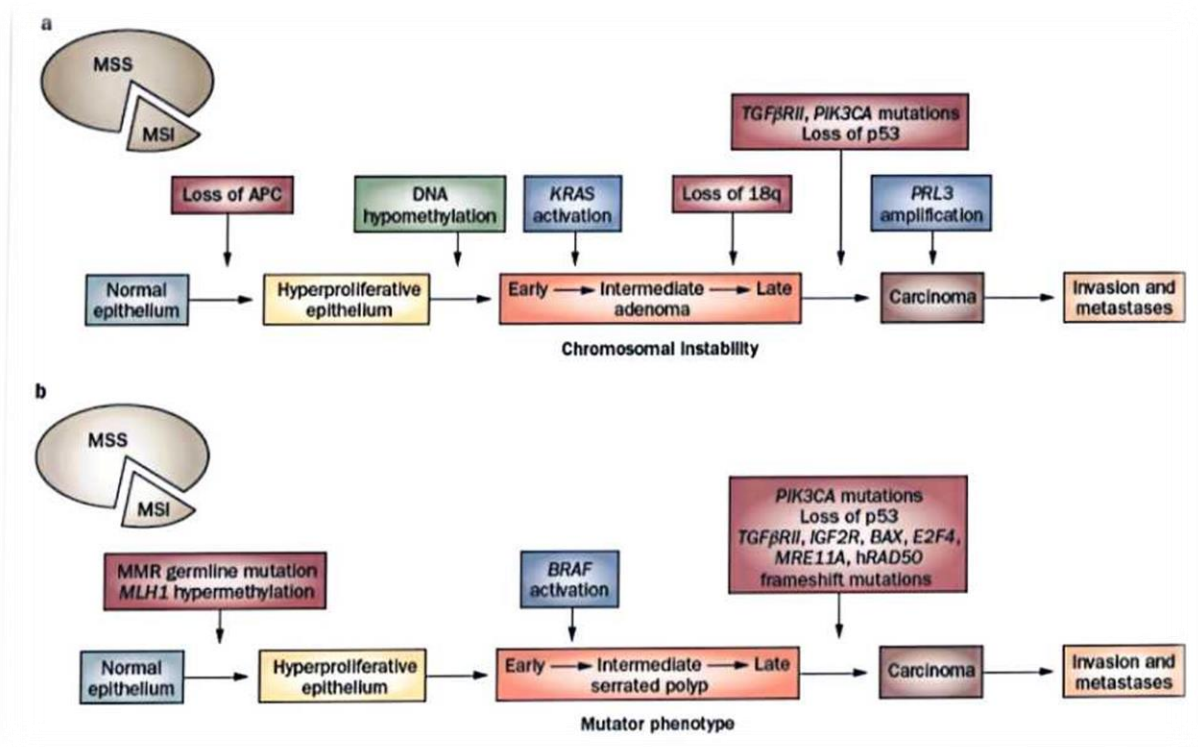 a
MSS
MSI
TGFβRII, PIK3CA mutations
Loss of p53
Loss of APC
DNA
hypomethylation
KRAS
activation
Loss of 18q
PRL3
amplification
Normal
epithelium
Hyperproliferative
epithelium
Early Intermediate Late
adenoma
Carcinoma
Invasion and
metastases
Chromosomal instability
b
MSS
MSI
PIK3CA mutations
Loss of p53
TGFβRII, IGF2R, BAX, E2F4,
MRE11A, hRAD50
frameshift mutations
MMR germline mutation
MLH1 hypermethylation
BRAF
activation
Normal
epithelium
Hyperproliferative
epithelium
Early Intermediate Late
serrated polyp
Carcinoma
Invasion and
metastases
Mutator phenotype